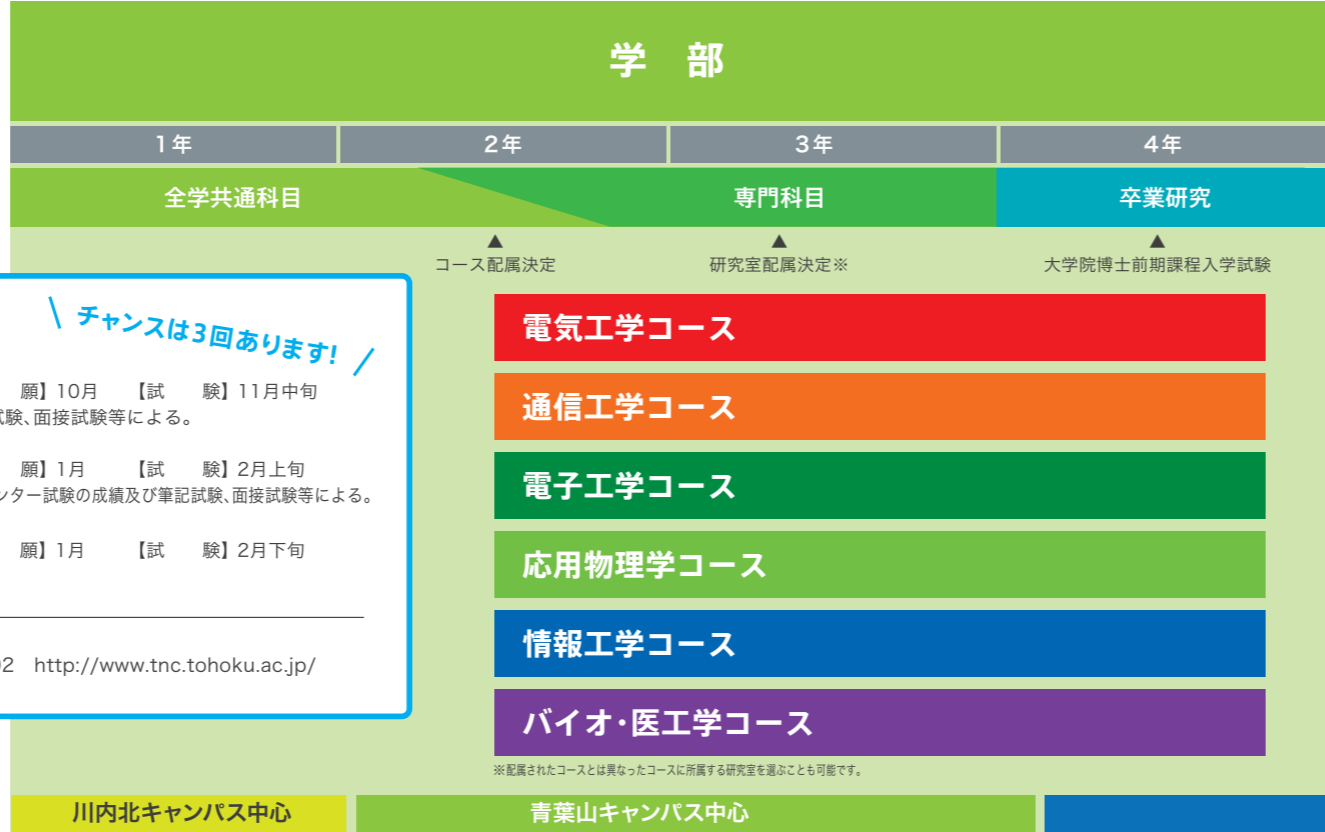 学 部
1年 2年 3年 4年
全学共通科目 専門科目 卒業研究
▲ ▲ ▲
コース配属決定 研究室配属決定※ 大学院博士前期課程入学試験
チャンスは3回あります!
願】10月 【試 験】11月中旬
試験、面接試験等による。
願】1月 【試 験】2月上旬
ンター試験の成績及び筆記試験、面接試験等による。
願】1月 【試 験】2月下旬
2 http://www.tnc.tohoku.ac.jp/
電気工学コース
通信工学コース
電子工学コース
応用物理学コース
情報工学コース
バイオ・医工学コース
※配属されたコースとは異なったコースに所属する研究室を選ぶことも可能です。
川内北キャンパス中心 青葉山キャンパス中心